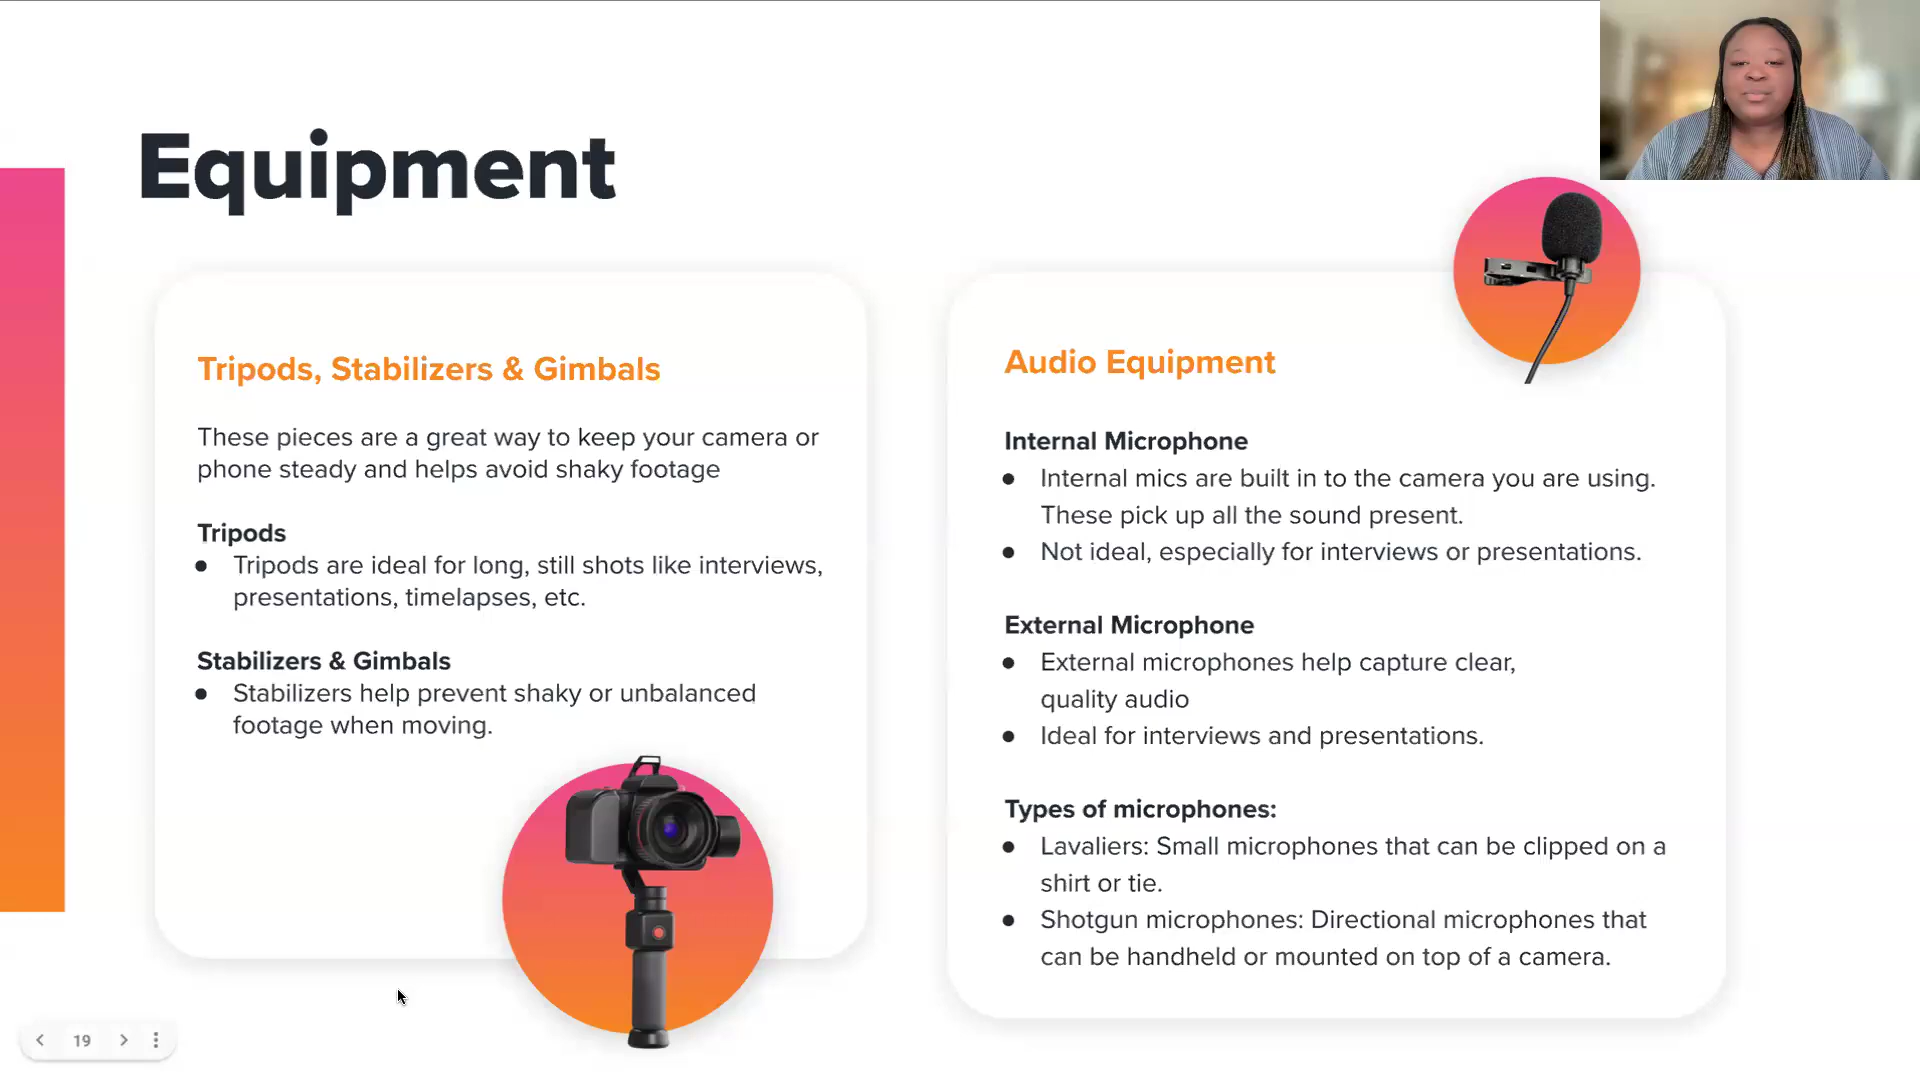 Equipment
Tripods, Stabilizers & Gimbals
These pieces are a great way to keep your camera or
phone steady and helps avoid shaky footage
Tripods
● Tripods are ideal for long, still shots like interviews,
presentations, timelapses, etc.
Stabilizers & Gimbals
● Stabilizers help prevent shaky or unbalanced
footage when moving.
Audio Equipment
Internal Microphone
● Internal mics are built in to the camera you are using.
These pick up all the sound present.
● Not ideal, especially for interviews or presentations.
External Microphone
● External microphones help capture clear,
quality audio
● Ideal for interviews and presentations.
Types of microphones:
● Lavaliers: Small microphones that can be clipped on a
shirt or tie.
● Shotgun microphones: Directional microphones that
can be handheld or mounted on top of a camera.
19